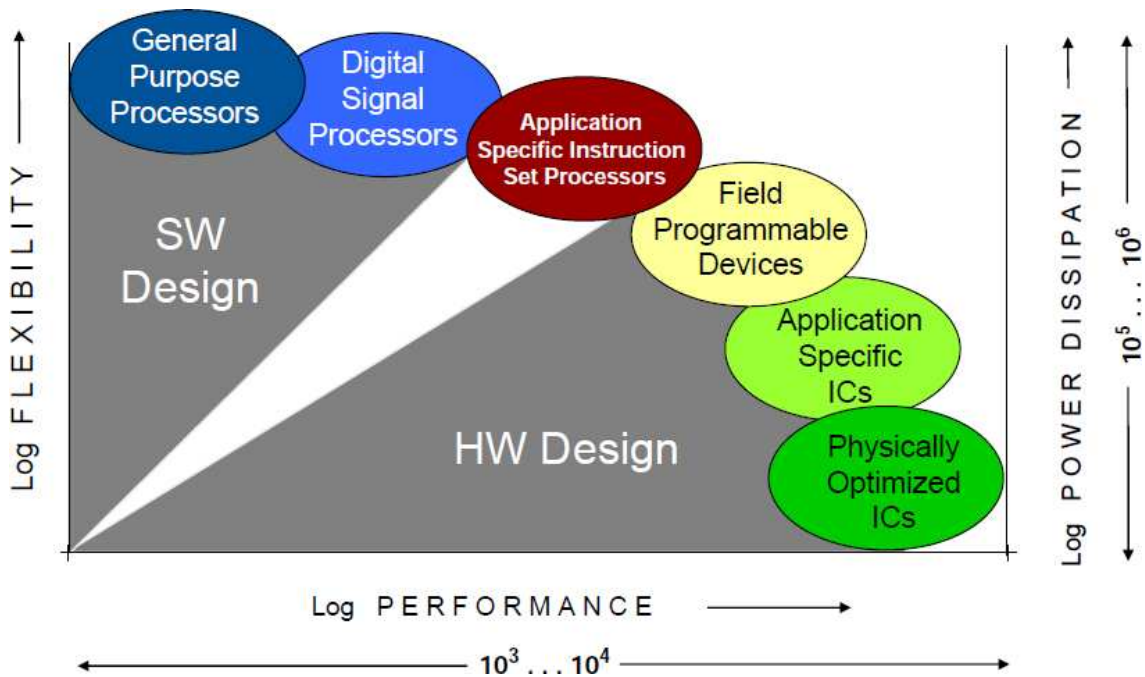 General
Purpose
Processors
Digital
Signal
Processors
Application
Specific Instruction
Set Processors
Field
Programmable
Devices
Application
Specific
ICs
Physically
Optimized
ICs
SW
Design
HW Design
Log FLEXIBILITY
Log POWER DISSIPATION
10⁵ . . . 10⁶
Log PERFORMANCE
10³ . . . 10⁴